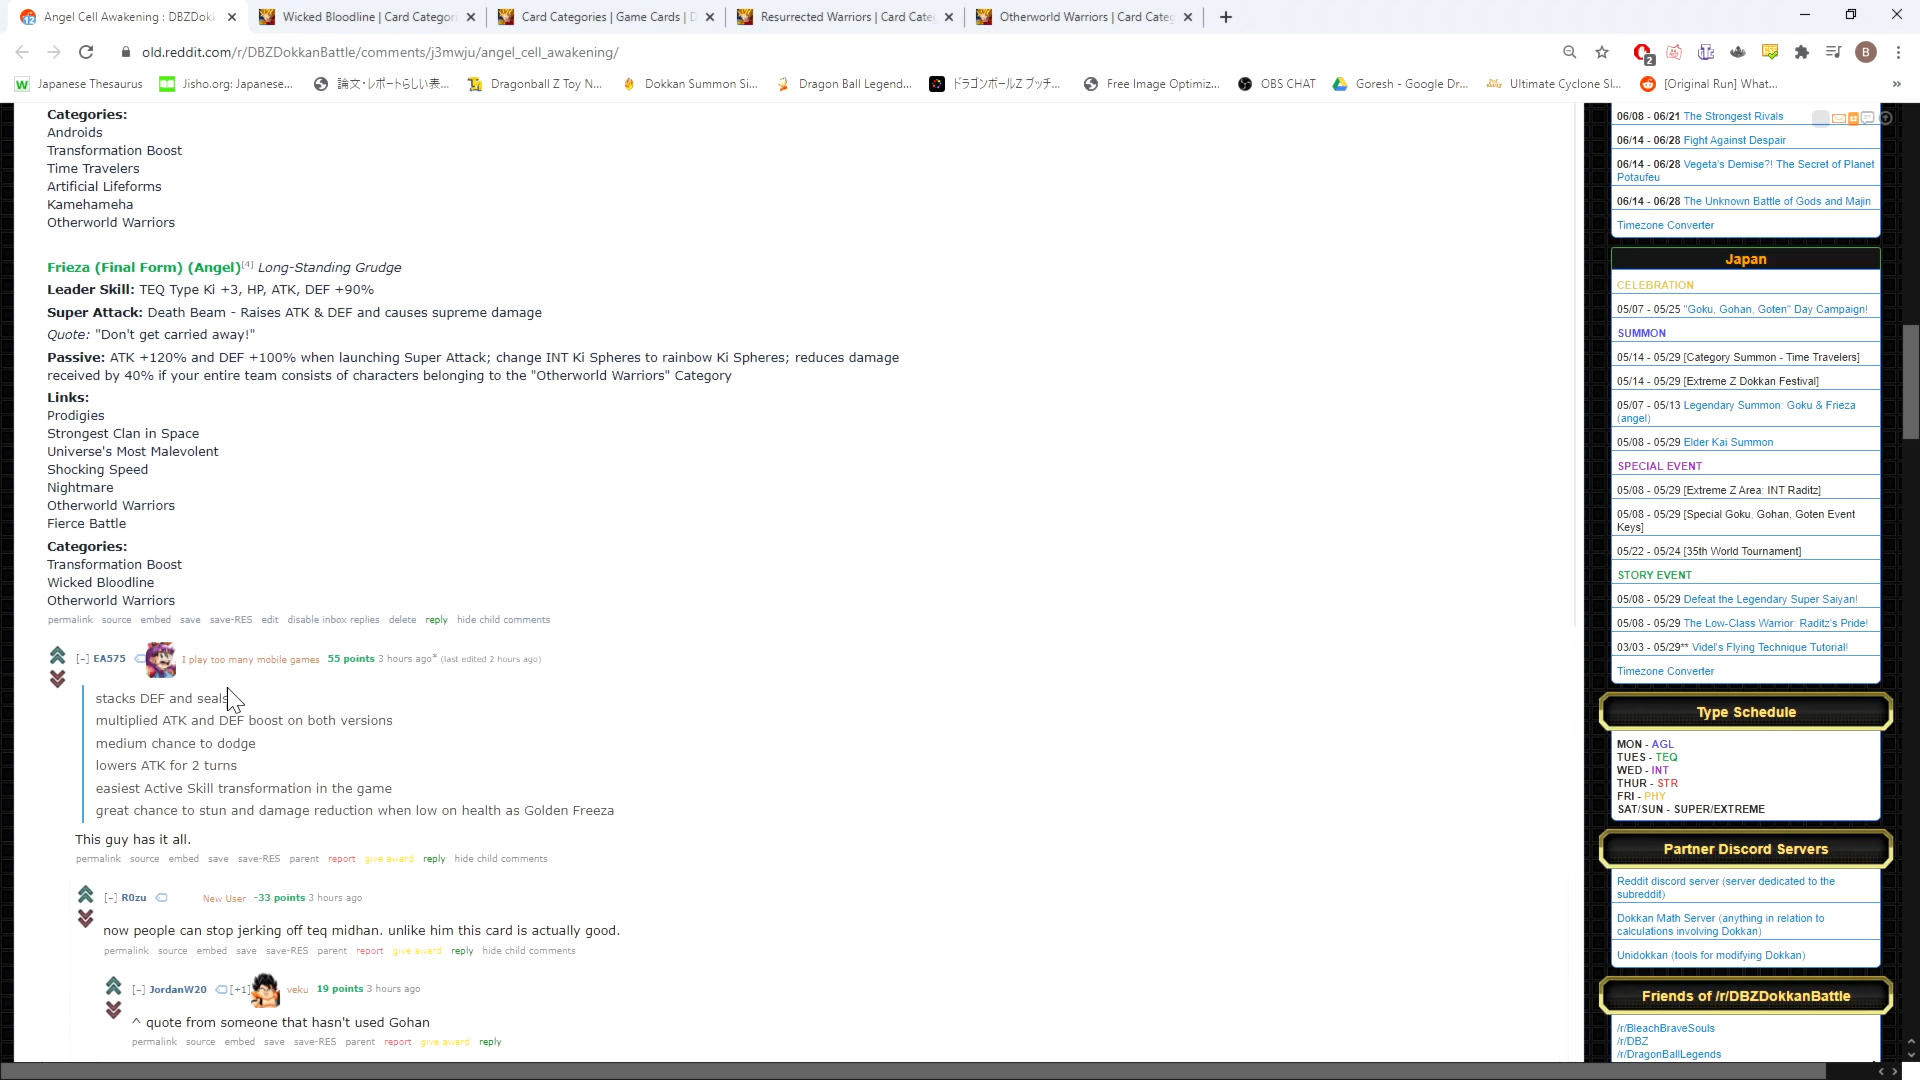 Angel Cell Awakening : DBZDok
Wicked Bloodline | Card Categori
Card Categories | Game Cards | D
Resurrected Warriors | Card Cate
Otherworld Warriors | Card Categ
old.reddit.com/r/DBZDokkanBattle/comments/j3mwju/angel_cell_awakening/
2
B
Japanese Thesaurus
Jisho.org: Japanese...
論文・レポートらしい表...
Dragonball Z Toy N...
Dokkan Summon Si...
Dragon Ball Legend...
ドラゴンボールZ ブッチ...
Free Image Optimiz...
OBS CHAT
Goresh - Google Dr...
Ultimate Cyclone Sl...
[Original Run] What...
»
Categories:
Androids
Transformation Boost
Time Travelers
Artificial Lifeforms
Kamehameha
Otherworld Warriors
Frieza (Final Form) (Angel)[4] Long-Standing Grudge
Leader Skill: TEQ Type Ki +3, HP, ATK, DEF +90%
Super Attack: Death Beam - Raises ATK & DEF and causes supreme damage
Quote: "Don't get carried away!"
Passive: ATK +120% and DEF +100% when launching Super Attack; change INT Ki Spheres to rainbow Ki Spheres; reduces damage
received by 40% if your entire team consists of characters belonging to the "Otherworld Warriors" Category
Links:
Prodigies
Strongest Clan in Space
Universe's Most Malevolent
Shocking Speed
Nightmare
Otherworld Warriors
Fierce Battle
Categories:
Transformation Boost
Wicked Bloodline
Otherworld Warriors
permalink source embed save save-RES edit disable inbox replies delete reply hide child comments
[–] EA575 I play too many mobile games 55 points 3 hours ago* (last edited 2 hours ago)
stacks DEF and seals
multiplied ATK and DEF boost on both versions
medium chance to dodge
lowers ATK for 2 turns
easiest Active Skill transformation in the game
great chance to stun and damage reduction when low on health as Golden Freeza
This guy has it all.
permalink source embed save save-RES parent report give award reply hide child comments
[–] R0zu New User -33 points 3 hours ago
now people can stop jerking off teq midhan. unlike him this card is actually good.
permalink source embed save save-RES parent report give award reply hide child comments
[–] JordanW20 [+1] veku 19 points 3 hours ago
^ quote from someone that hasn't used Gohan
permalink source embed save save-RES parent report give award reply
06/08 - 06/21 The Strongest Rivals
06/14 - 06/28 Fight Against Despair
06/14 - 06/28 Vegeta's Demise?! The Secret of Planet
Potaufeu
06/14 - 06/28 The Unknown Battle of Gods and Majin
Timezone Converter
Japan
CELEBRATION
05/07 - 05/25 "Goku, Gohan, Goten" Day Campaign!
SUMMON
05/14 - 05/29 [Category Summon - Time Travelers]
05/14 - 05/29 [Extreme Z Dokkan Festival]
05/07 - 05/13 Legendary Summon: Goku & Frieza
(angel)
05/08 - 05/29 Elder Kai Summon
SPECIAL EVENT
05/08 - 05/29 [Extreme Z Area: INT Raditz]
05/08 - 05/29 [Special Goku, Gohan, Goten Event
Keys]
05/22 - 05/24 [35th World Tournament]
STORY EVENT
05/08 - 05/29 Defeat the Legendary Super Saiyan!
05/08 - 05/29 The Low-Class Warrior: Raditz's Pride!
03/03 - 05/29** Videl's Flying Technique Tutorial!
Timezone Converter
Type Schedule
MON - AGL
TUES - TEQ
WED - INT
THUR - STR
FRI - PHY
SAT/SUN - SUPER/EXTREME
Partner Discord Servers
Reddit discord server (server dedicated to the
subreddit)
Dokkan Math Server (anything in relation to
calculations involving Dokkan)
Unidokkan (tools for modifying Dokkan)
Friends of /r/DBZDokkanBattle
/r/BleachBraveSouls
/r/DBZ
/r/DragonBallLegends